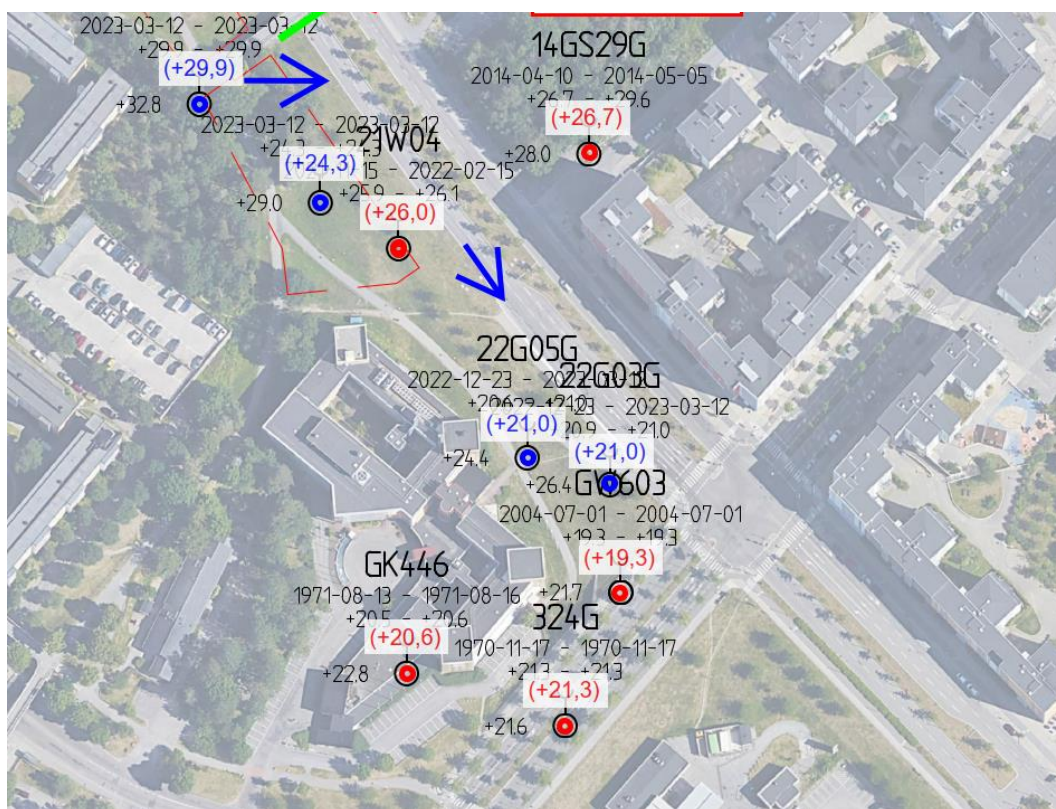 2023-03-12 - 2023-03-12
+29.9 - +29.9
(+29,9)
+32.8
14GS29G
2014-04-10 - 2014-05-05
+26.7 - +29.6
(+26,7)
+28.0
2023-03-12 - 2023-03-12
(+24,3)
+29.0
21W04
15 - 2022-02-15
+25.9 - +26.1
(+26,0)
22G05G
2022-12-23 - 2023-03-12
(+21,0)
+24.4
22G03G
23 - 2023-03-12
20.9 - +21.0
(+21,0)
+26.4
GW603
2004-07-01 - 2004-07-01
+19.3 - +19.3
(+19,3)
+21.7
GK446
1971-08-13 - 1971-08-16
+20.5 - +20.6
(+20,6)
+22.8
324G
1970-11-17 - 1970-11-17
+21.3 - +21.3
(+21,3)
+21.6